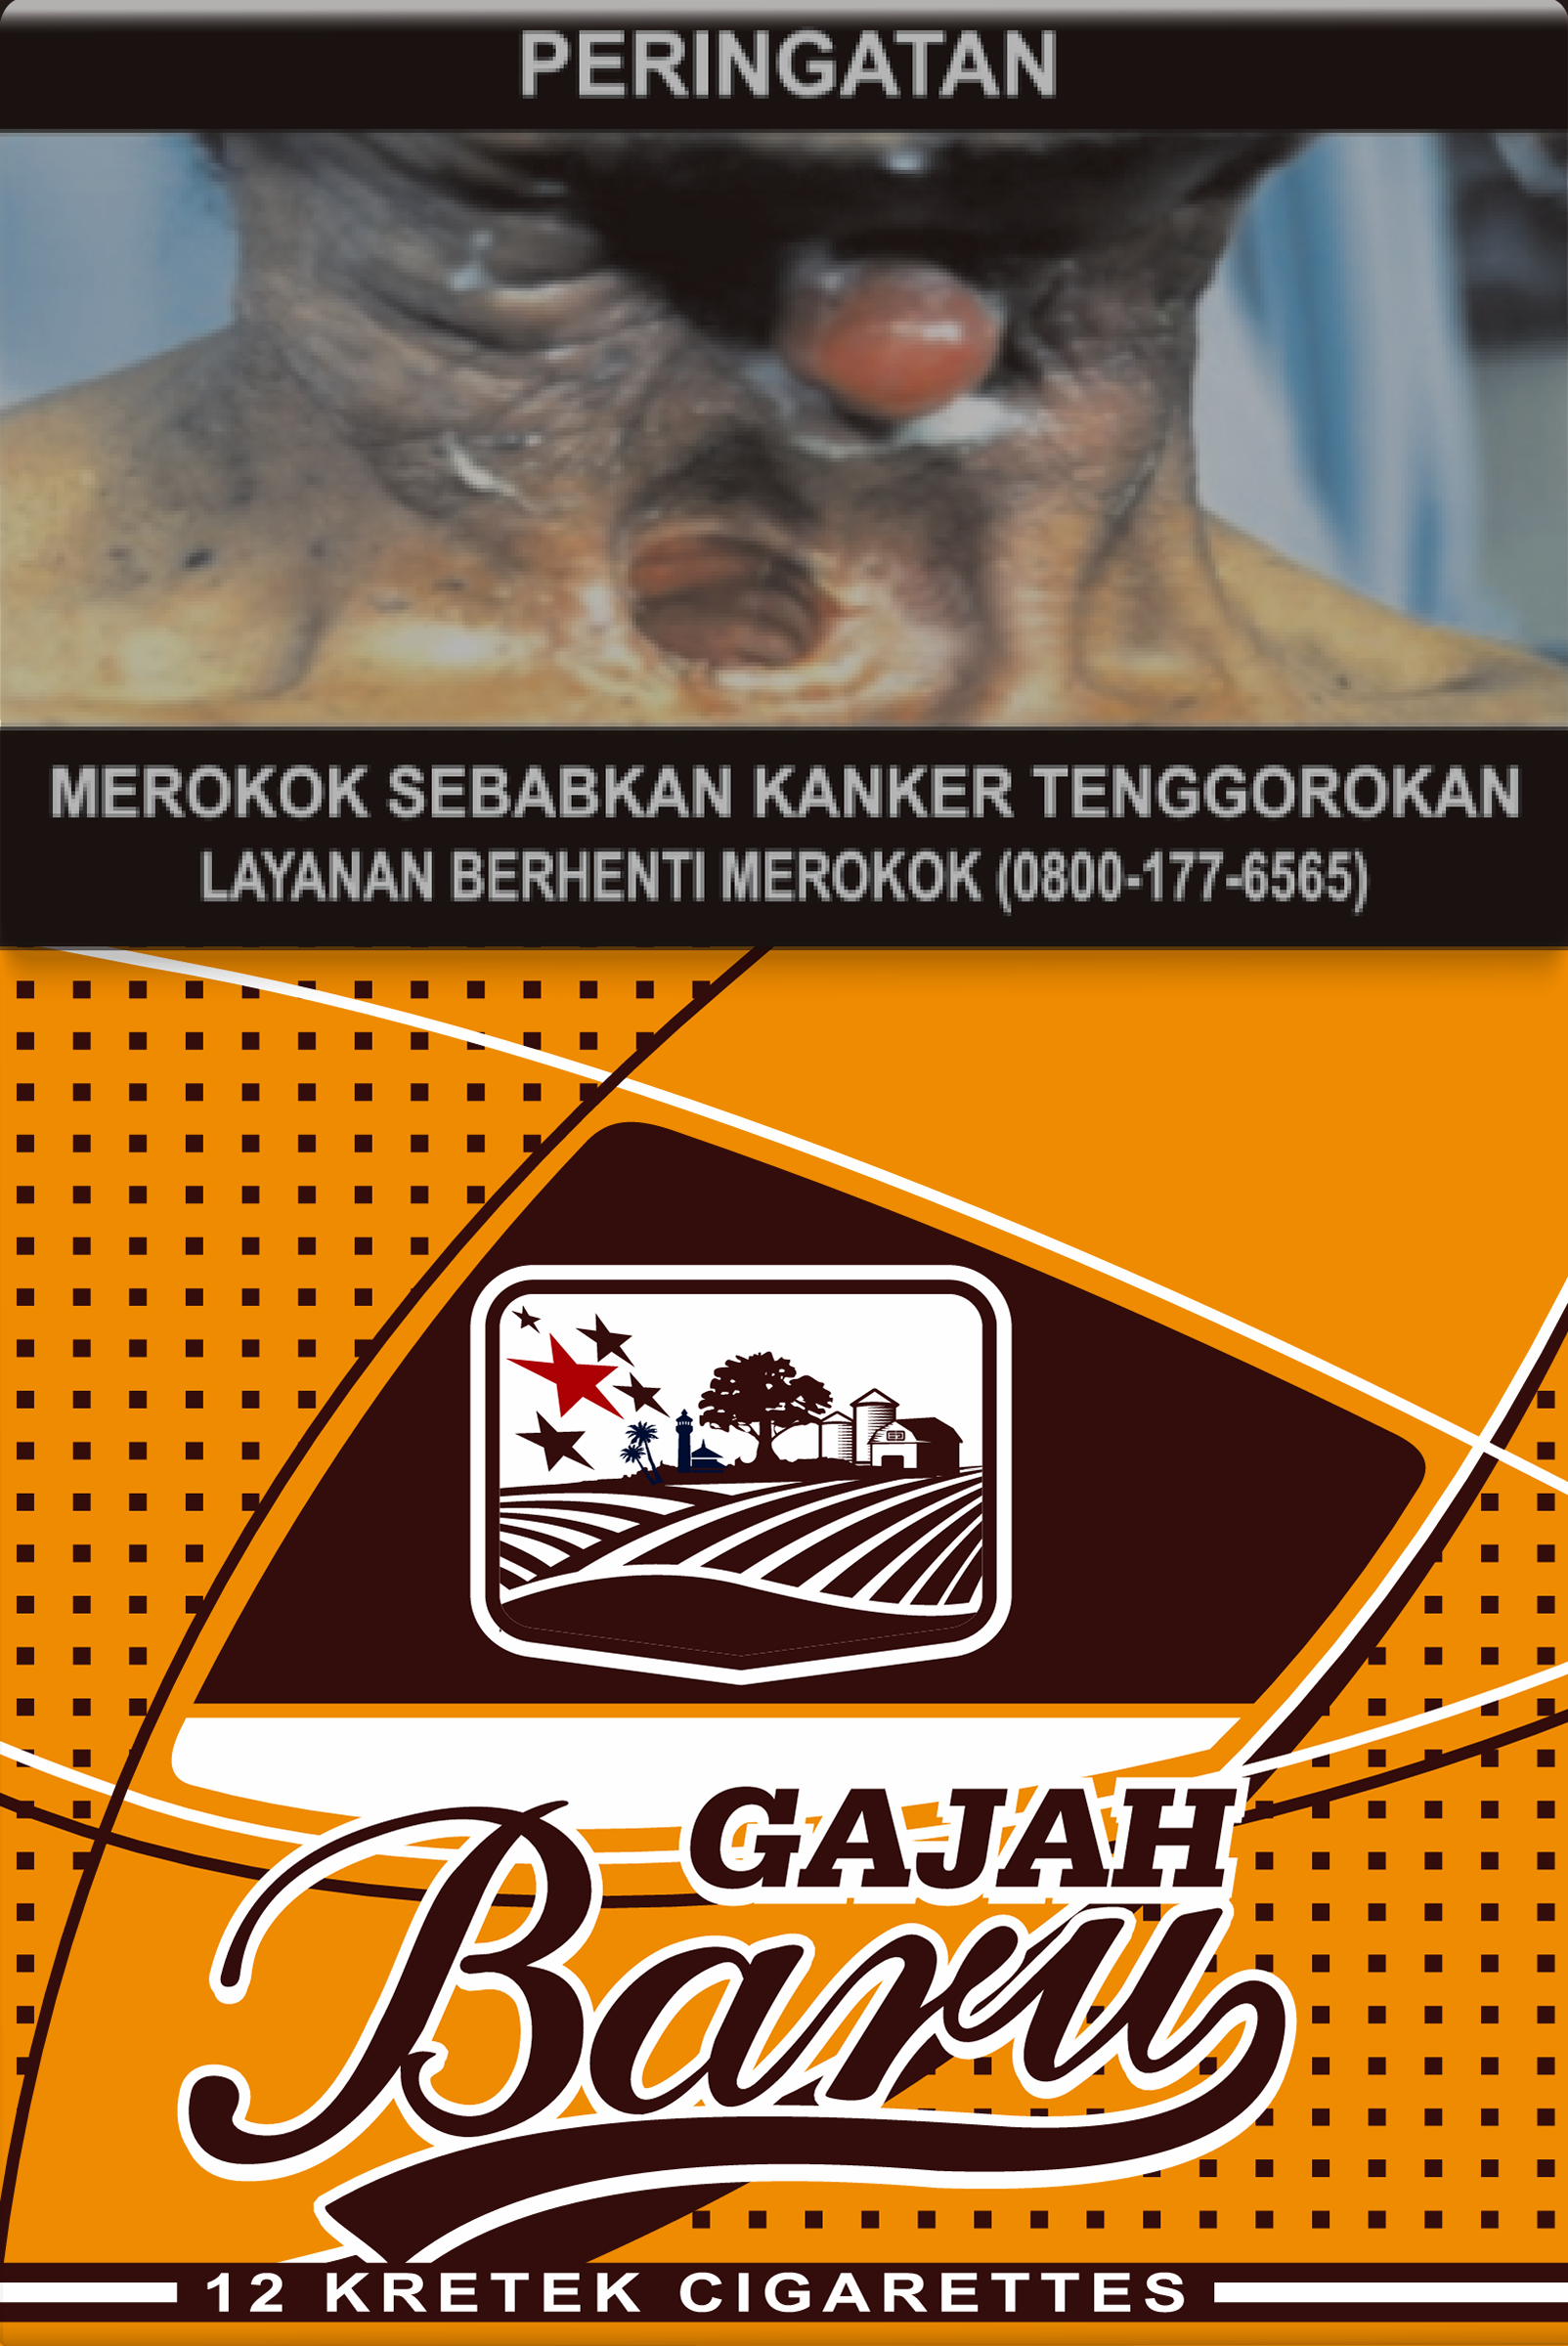 PERINGATAN
MEROKOK SEBABKAN KANKER TENGGOROKAN
LAYANAN BERHENTI MEROKOK (0800-177-6565)
GAJAH
Baru
12 KRETEK CIGARETTES